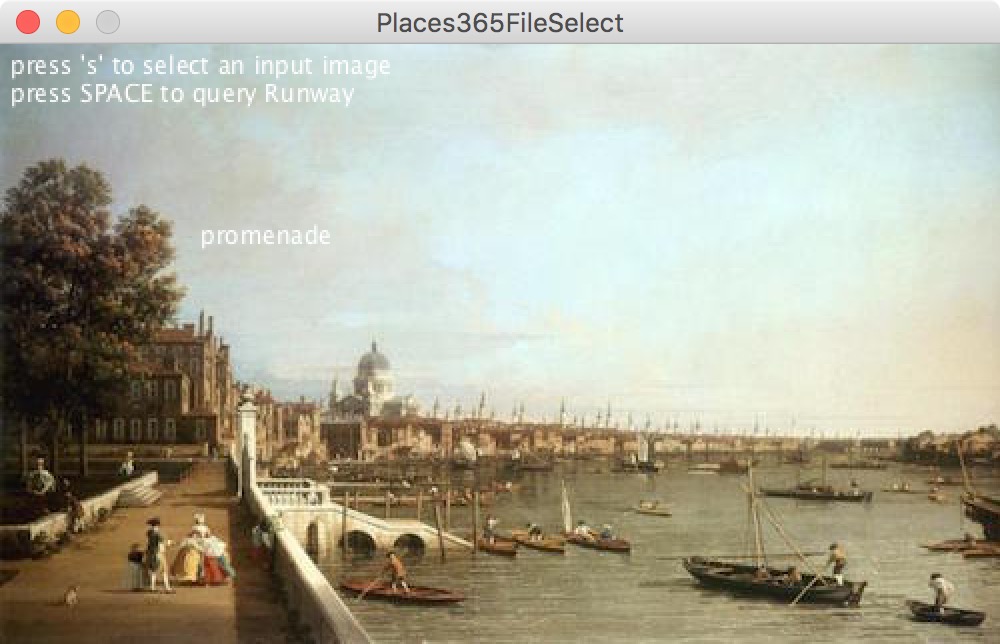 Places365FileSelect
press 's' to select an input image
press SPACE to query Runway
promenade